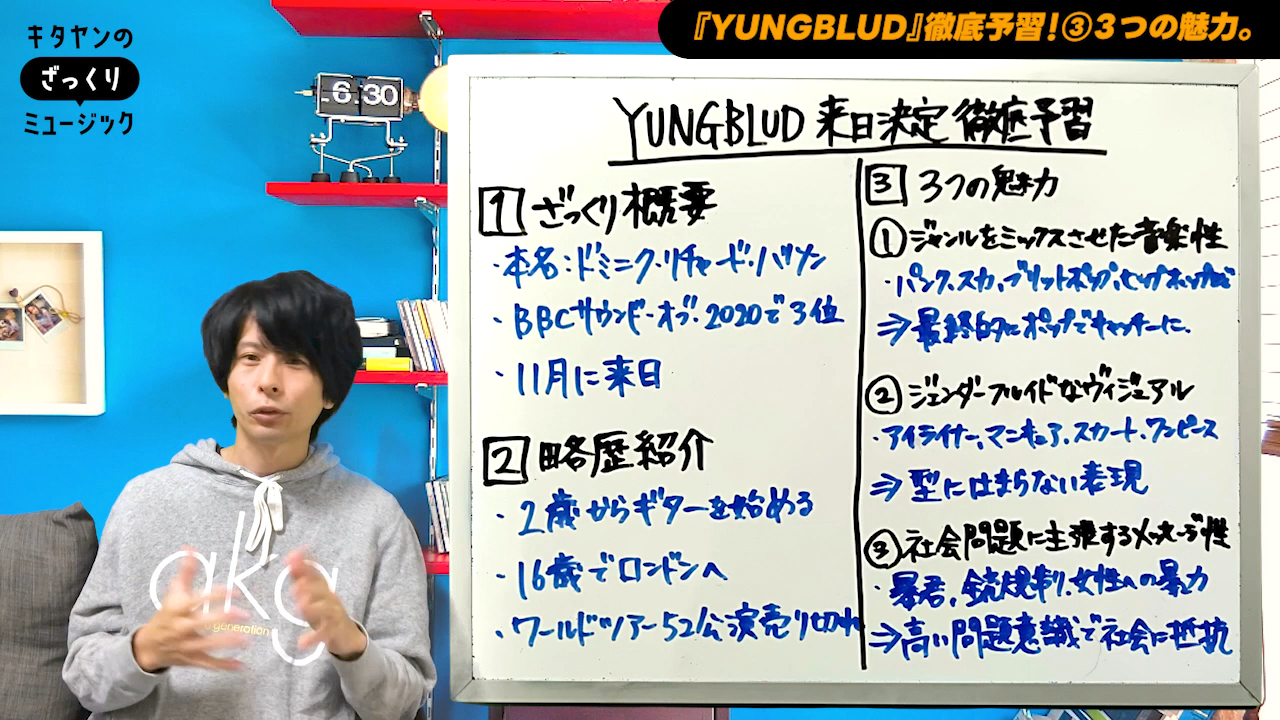 キタヤンの
ざっくり
ミュージック
『YUNGBLUD』徹底予習!③3つの魅力。
6 30
YUNGBLUD 来日決定 徹底予習
1 ざっくり概要
・本名:ドミニク・リチャード・ハリソン
・BBCサウンド・オブ・2020で3位
・11月に来日
2 略歴紹介
・2歳からギターを始める
・16歳でロンドンへ
・ワールドツアー52公演売り切れ
3 3つの魅力
① ジャンルをミックスさせた音楽性
・パンク、スカ、ブリットポップ、ヒップホップなど
⇒ 最終的にポップでキャッチーに。
② ジェンダーフルイドなヴィジュアル
・アイライナー、マニキュア、スカート、ワンピース
⇒ 型にはまらない表現
③ 社会問題に主張するメッセージ性
・暴君、銃規制、女性への暴力
⇒ 高い問題意識で社会に抵抗
akg
generation